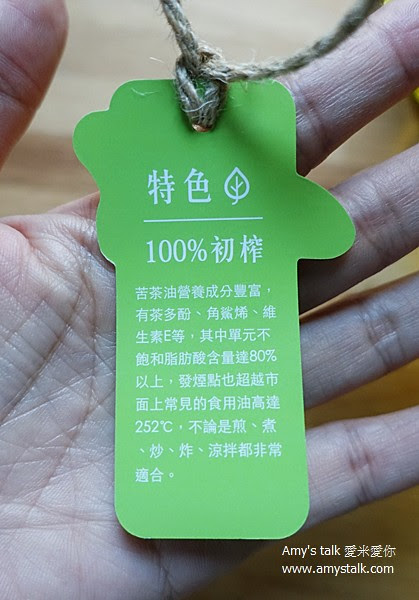 特色
100%初榨
苦茶油營養成分豐富，
有茶多酚、角鯊烯、維
生素E等，其中單元不
飽和脂肪酸含量達80%
以上，發煙點也超越市
面上常見的食用油高達
252℃，不論是煎、煮
、炒、炸、涼拌都非常
適合。
Amy's talk 愛米愛你
www.amystalk.com